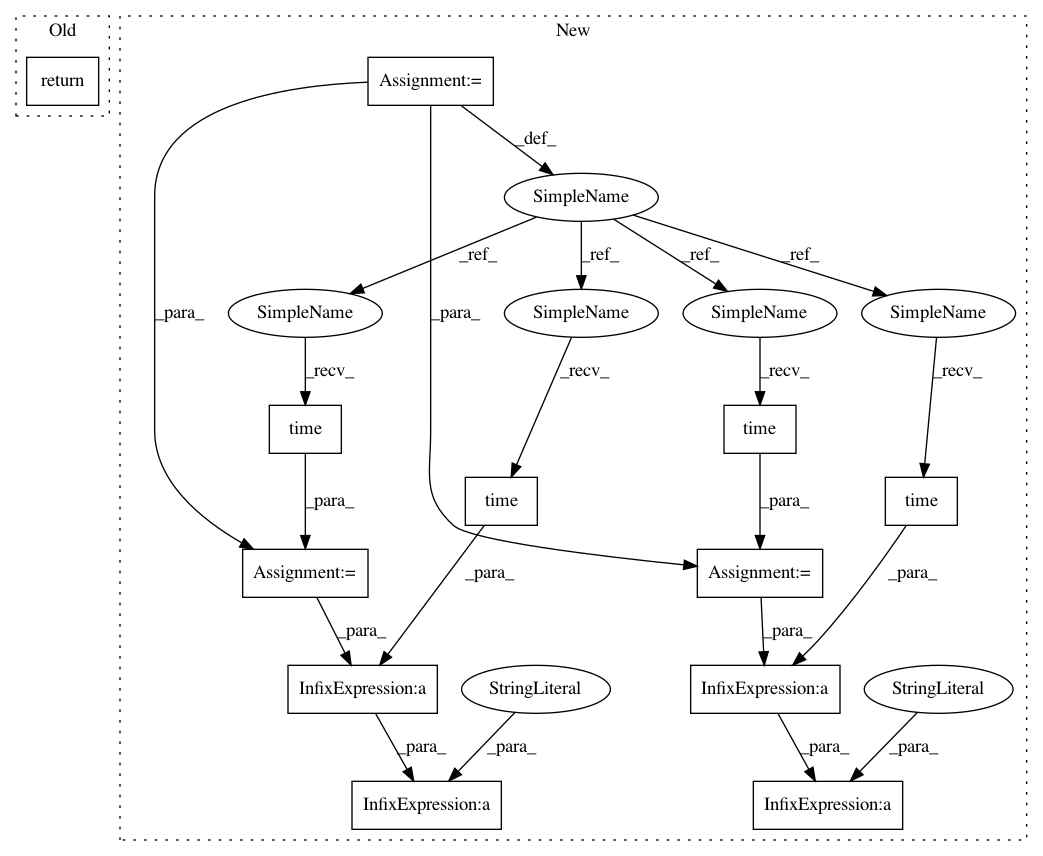 Old
New
return
Assignment:=
_def_
SimpleName
_ref_
_ref_
_ref_
_ref_
_para_
_para_
SimpleName
SimpleName
SimpleName
SimpleName
_recv_
_recv_
_recv_
_recv_
time
time
time
time
_para_
_para_
Assignment:=
_para_
Assignment:=
_para_
_para_
_para_
InfixExpression:a
StringLiteral
InfixExpression:a
StringLiteral
_para_
_para_
_para_
_para_
InfixExpression:a
InfixExpression:a